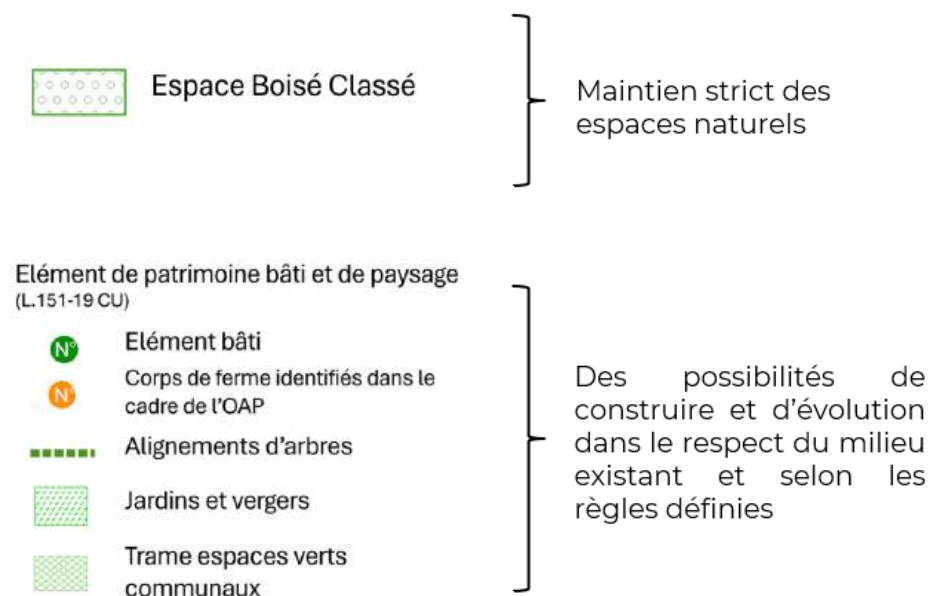 Espace Boisé Classé
Maintien strict des
espaces naturels
Elément de patrimoine bâti et de paysage
(L.151-19 CU)
N° Elément bâti
N° Corps de ferme identifiés dans le
cadre de l'OAP
Alignements d'arbres
Jardins et vergers
Trame espaces verts
communaux
Des possibilités de
construire et d'évolution
dans le respect du milieu
existant et selon les
règles définies